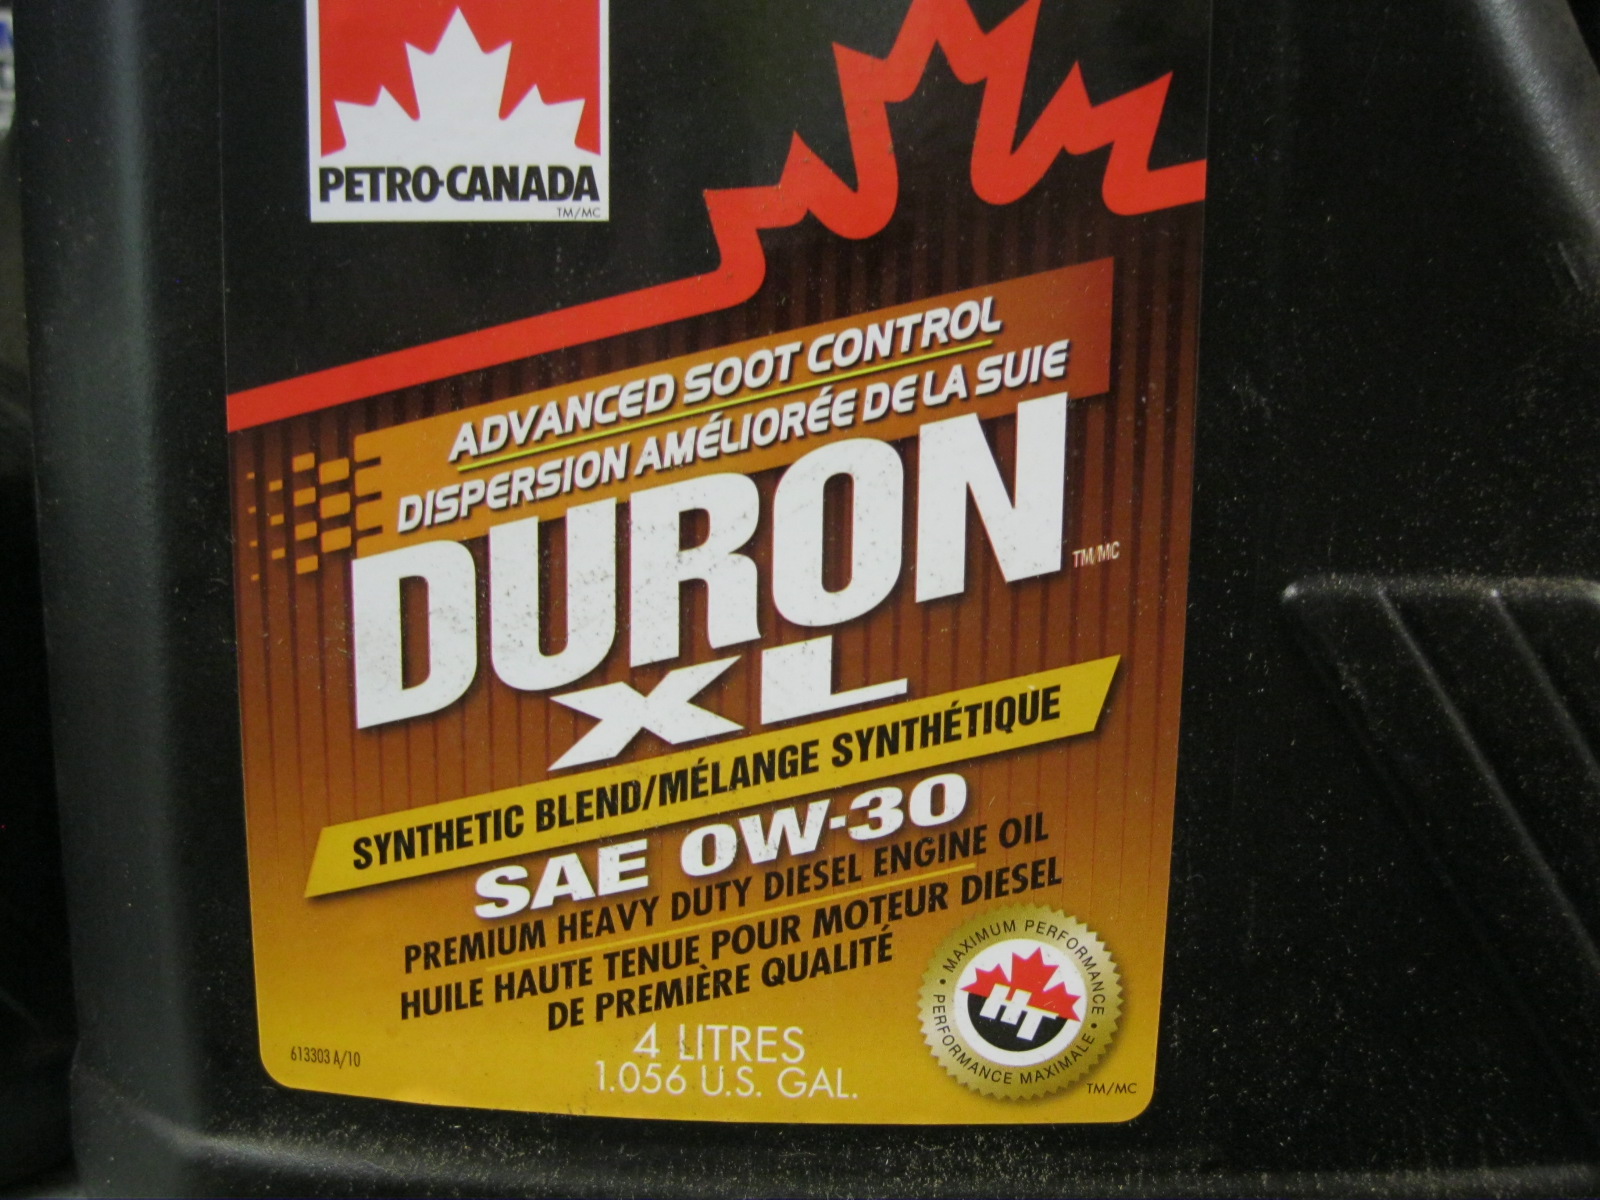 PETRO-CANADA
TM/MC
ADVANCED SOOT CONTROL
DISPERSION AMÉLIORÉE DE LA SUIE
DURON
TM/MC
XL
SYNTHETIC BLEND/MÉLANGE SYNTHÉTIQUE
SAE 0W-30
PREMIUM HEAVY DUTY DIESEL ENGINE OIL
HUILE HAUTE TENUE POUR MOTEUR DIESEL
DE PREMIÈRE QUALITÉ
4 LITRES
1.056 U.S. GAL.
613303 A/10
MAXIMUM PERFORMANCE
HT
PERFORMANCE MAXIMALE
TM/MC